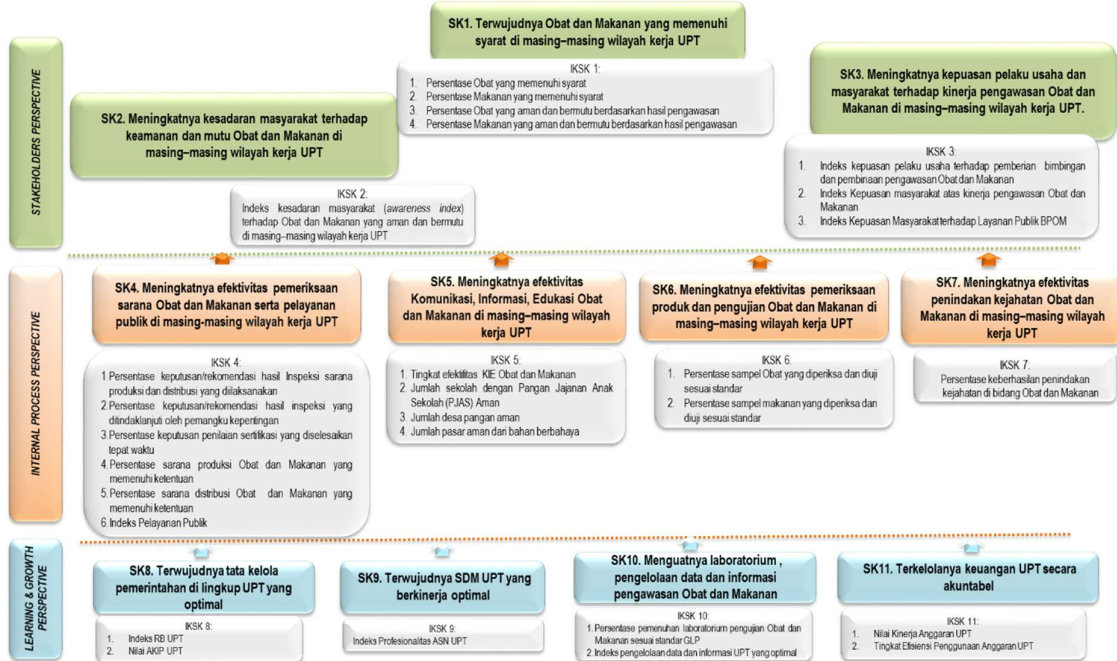 STAKEHOLDERS PERSPECTIVE
SK1. Terwujudnya Obat dan Makanan yang memenuhi
syarat di masing–masing wilayah kerja UPT
IKSK 1:
1. Persentase Obat yang memenuhi syarat
2. Persentase Makanan yang memenuhi syarat
3. Persentase Obat yang aman dan bermutu berdasarkan hasil pengawasan
4. Persentase Makanan yang aman dan bermutu berdasarkan hasil pengawasan
SK2. Meningkatnya kesadaran masyarakat terhadap
keamanan dan mutu Obat dan Makanan di
masing–masing wilayah kerja UPT
IKSK 2:
Indeks kesadaran masyarakat (awareness index)
terhadap Obat dan Makanan yang aman dan bermutu
di masing–masing wilayah kerja UPT
SK3. Meningkatnya kepuasan pelaku usaha dan
masyarakat terhadap kinerja pengawasan Obat dan
Makanan di masing–masing wilayah kerja UPT.
IKSK 3:
1. Indeks kepuasan pelaku usaha terhadap pemberian bimbingan
dan pembinaan pengawasan Obat dan Makanan
2. Indeks Kepuasan masyarakat atas kinerja pengawasan Obat dan
Makanan
3. Indeks Kepuasan Masyarakat terhadap Layanan Publik BPOM
INTERNAL PROCESS PERSPECTIVE
SK4. Meningkatnya efektivitas pemeriksaan
sarana Obat dan Makanan serta pelayanan
publik di masing-masing wilayah kerja UPT
IKSK 4:
1. Persentase keputusan/rekomendasi hasil Inspeksi sarana
produksi dan distribusi yang dilaksanakan
2. Persentase keputusan/rekomendasi hasil inspeksi yang
ditindaklanjuti oleh pemangku kepentingan
3. Persentase keputusan penilaian sertifikasi yang diselesaikan
tepat waktu
4. Persentase sarana produksi Obat dan Makanan yang
memenuhi ketentuan
5. Persentase sarana distribusi Obat dan Makanan yang
memenuhi ketentuan
6. Indeks Pelayanan Publik
SK5. Meningkatnya efektivitas
Komunikasi, Informasi, Edukasi Obat
dan Makanan di masing–masing wilayah
kerja UPT
IKSK 5:
1. Tingkat efektifitas KIE Obat dan Makanan
2. Jumlah sekolah dengan Pangan Jajanan Anak
Sekolah (PJAS) Aman
3. Jumlah desa pangan aman
4. Jumlah pasar aman dari bahan berbahaya
SK6. Meningkatnya efektivitas pemeriksaan
produk dan pengujian Obat dan Makanan di
masing–masing wilayah kerja UPT
IKSK 6:
1. Persentase sampel Obat yang diperiksa dan diuji
sesuai standar
2. Persentase sampel makanan yang diperiksa dan
diuji sesuai standar
SK7. Meningkatnya efektivitas
penindakan kejahatan Obat dan
Makanan di masing–masing wilayah
kerja UPT
IKSK 7:
Persentase keberhasilan penindakan
kejahatan di bidang Obat dan Makanan
LEARNING & GROWTH
PERSPECTIVE
SK8. Terwujudnya tata kelola
pemerintahan di lingkup UPT yang
optimal
IKSK 8:
1. Indeks RB UPT
2. Nilai AKIP UPT
SK9. Terwujudnya SDM UPT yang
berkinerja optimal
IKSK 9:
Indeks Profesionalitas ASN UPT
SK10. Menguatnya laboratorium ,
pengelolaan data dan informasi
pengawasan Obat dan Makanan
IKSK 10:
1. Persentase pemenuhan laboratorium pengujian Obat dan
Makanan sesuai standar GLP
2. Indeks pengelolaan data dan informasi UPT yang optimal
SK11. Terkelolanya keuangan UPT secara
akuntabel
IKSK 11:
1. Nilai Kinerja Anggaran UPT
2. Tingkat Efisiensi Penggunaan Anggaran UPT